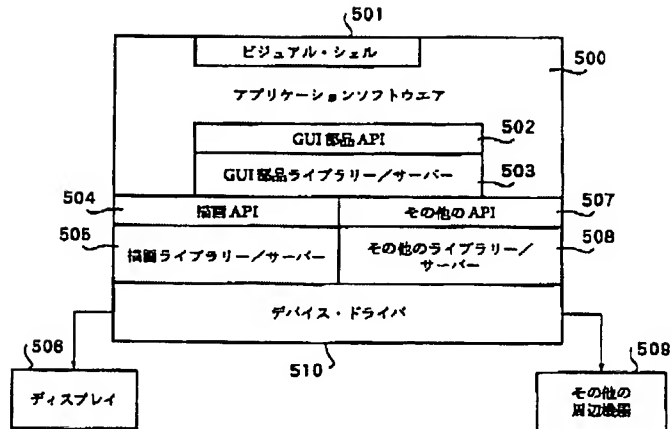 501
ビジュアル・シェル
500
アプリケーションソフトウエア
502
GUI部品API
503
GUI部品ライブラリー/サーバー
504
507
描画API
その他のAPI
505
508
描画ライブラリー/サーバー
その他のライブラリー/
サーバー
デバイス・ドライバ
506
509
510
ディスプレイ
その他の
周辺機器